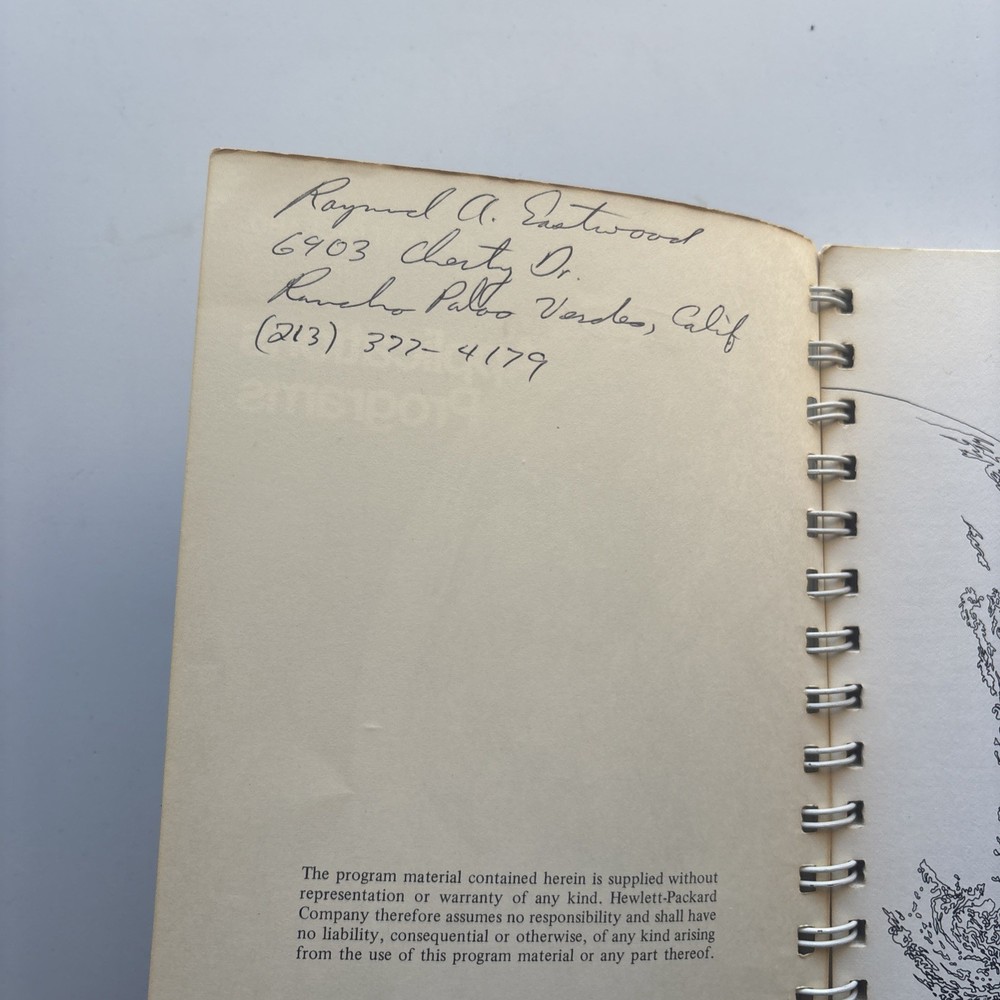 Raymond A. Eastwood
6903 Cherty Dr.
Rancho Palos Verdes, Calif
(213) 377-4179
Programs
The program material contained herein is supplied without
representation or warranty of any kind. Hewlett-Packard
Company therefore assumes no responsibility and shall have
no liability, consequential or otherwise, of any kind arising
from the use of this program material or any part thereof.